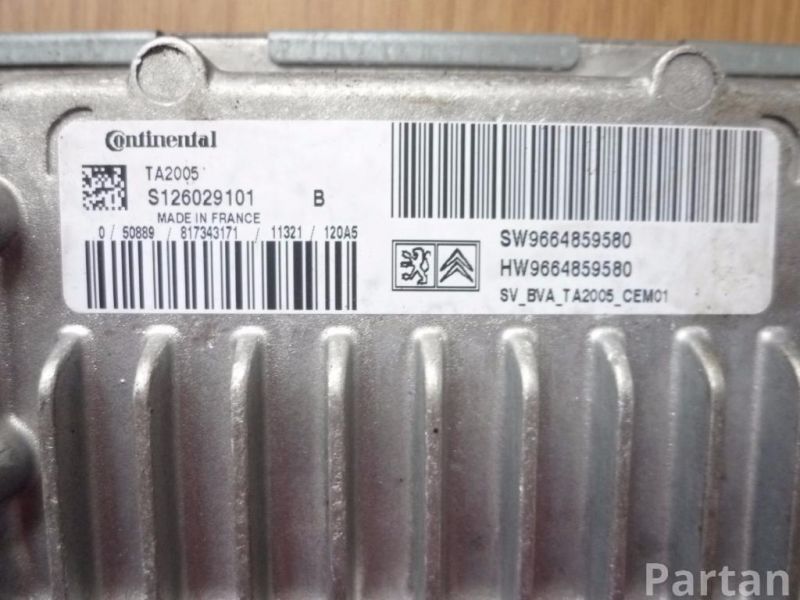 Continental
TA2005
S126029101 B
MADE IN FRANCE
0 / 50889 / 817343171 / 11321 / 120A5
SW9664859580
HW9664859580
SV_BVA_TA2005_CEM01
Partan